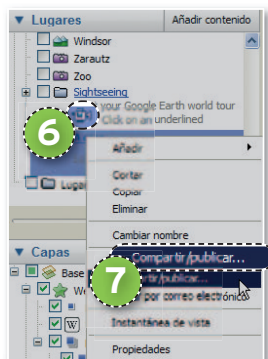 Lugares Añadir contenido
Windsor
Zarautz
Zoo
Sightseeing
your Google Earth world tour
Click on an underlined
6
Añadir
Cortar
Copiar
Eliminar
Lugar
Cambiar nombre
Compartir/publicar...
Capas
Base
7
por correo electrónico
W
Instantánea de vista
Propiedades